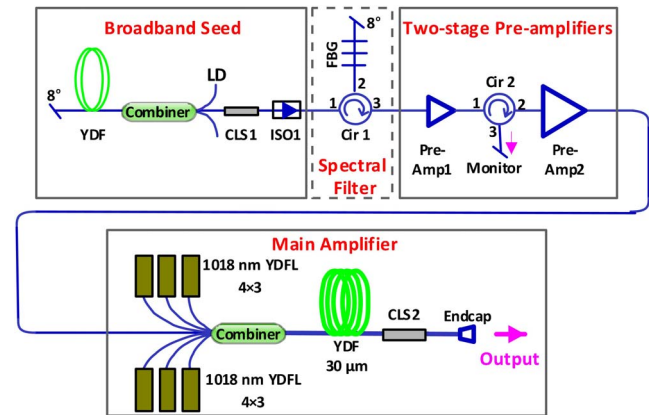 Broadband Seed
8°
YDF
Combiner
LD
CLS1
ISO1
FBG
8°
1
2
3
Cir 1
Spectral
Filter
Two-stage Pre-amplifiers
Cir 2
1
2
3
Pre-
Amp1
Monitor
Pre-
Amp2
Main Amplifier
1018 nm YDFL
4×3
Combiner
1018 nm YDFL
4×3
YDF
30 μm
CLS2
Endcap
Output